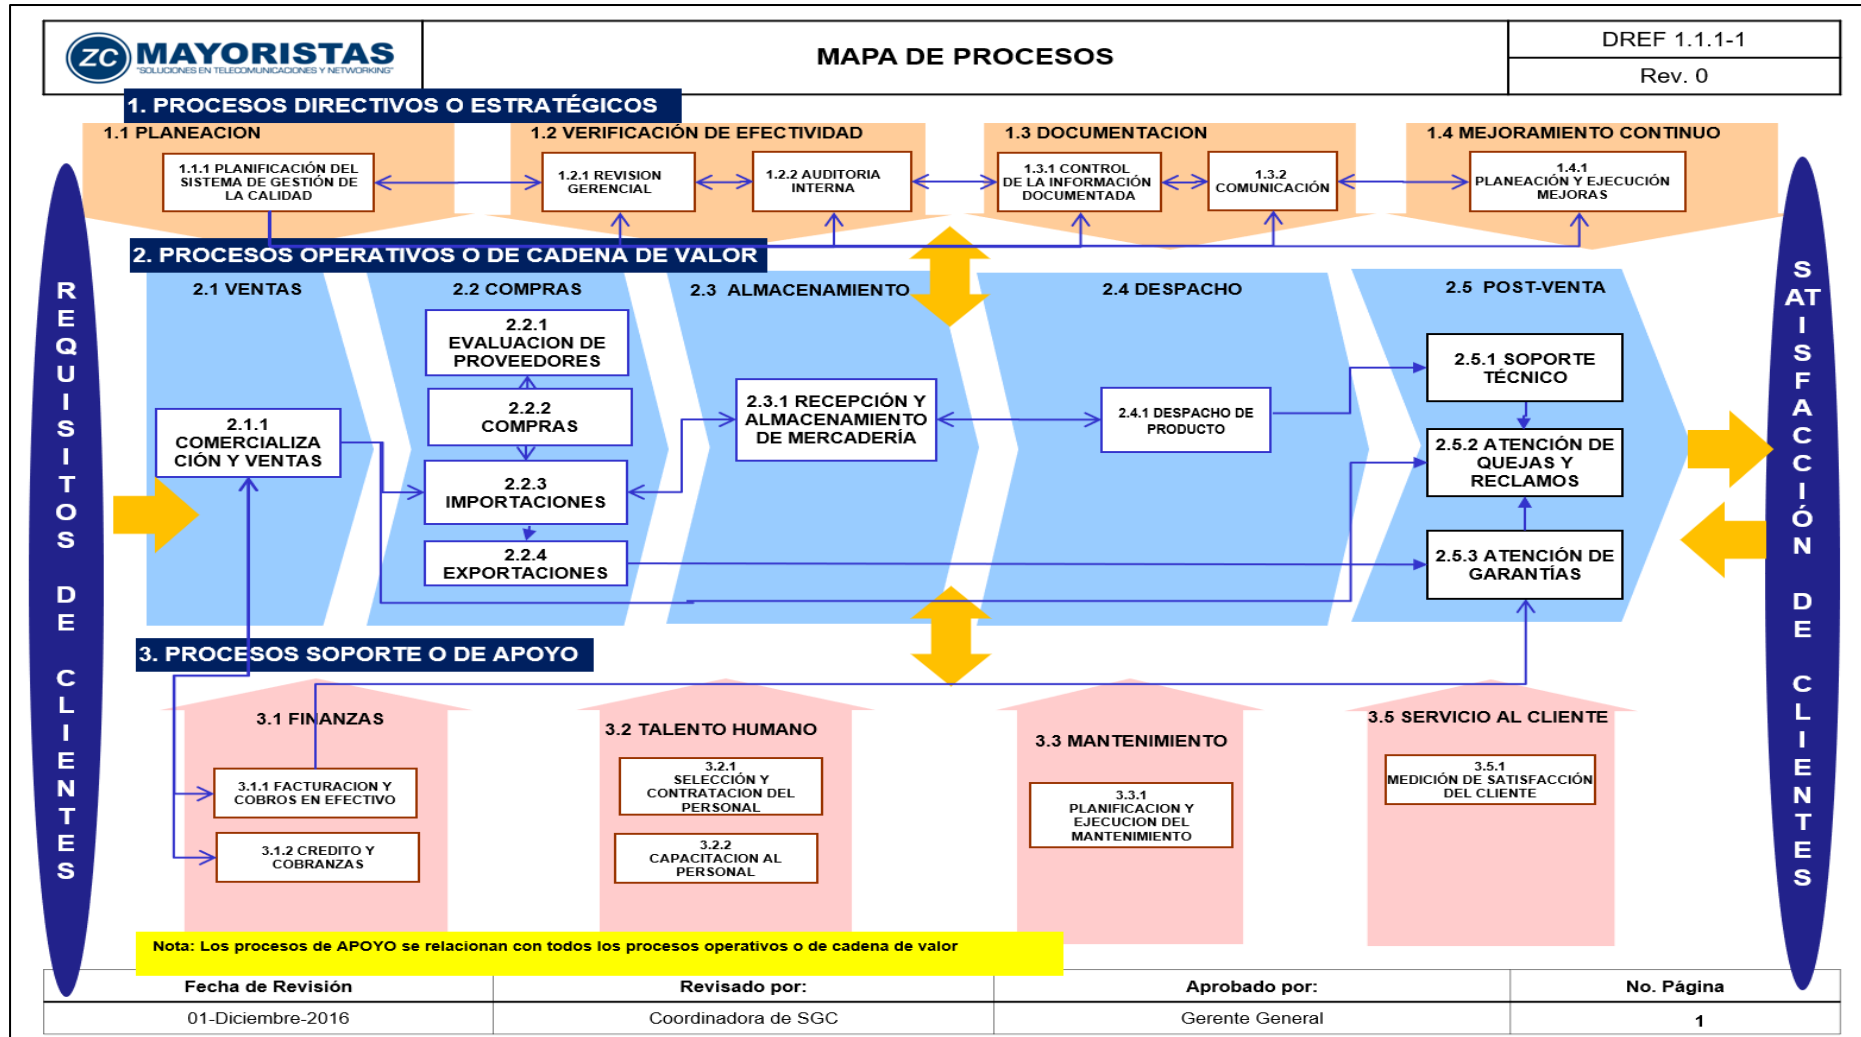 ZC MAYORISTAS
"SOLUCIONES EN TELECOMUNICACIONES Y NETWORKING"
MAPA DE PROCESOS
DREF 1.1.1-1
Rev. 0
1. PROCESOS DIRECTIVOS O ESTRATÉGICOS
1.1 PLANEACION
1.1.1 PLANIFICACIÓN DEL
SISTEMA DE GESTIÓN DE
LA CALIDAD
1.2 VERIFICACIÓN DE EFECTIVIDAD
1.2.1 REVISION
GERENCIAL
1.2.2 AUDITORIA
INTERNA
1.3 DOCUMENTACION
1.3.1 CONTROL
DE LA INFORMACIÓN
DOCUMENTADA
1.3.2
COMUNICACIÓN
1.4 MEJORAMIENTO CONTINUO
1.4.1
PLANEACIÓN Y EJECUCIÓN
MEJORAS
REQUISITOS DE CLIENTES
2. PROCESOS OPERATIVOS O DE CADENA DE VALOR
2.1 VENTAS
2.1.1
COMERCIALIZA
CIÓN Y VENTAS
2.2 COMPRAS
2.2.1
EVALUACION DE
PROVEEDORES
2.2.2
COMPRAS
2.2.3
IMPORTACIONES
2.2.4
EXPORTACIONES
2.3 ALMACENAMIENTO
2.3.1 RECEPCIÓN Y
ALMACENAMIENTO
DE MERCADERÍA
2.4 DESPACHO
2.4.1 DESPACHO DE
PRODUCTO
2.5 POST-VENTA
2.5.1 SOPORTE
TÉCNICO
2.5.2 ATENCIÓN DE
QUEJAS Y
RECLAMOS
2.5.3 ATENCIÓN DE
GARANTÍAS
SATISFACCIÓN DE CLIENTES
3. PROCESOS SOPORTE O DE APOYO
3.1 FINANZAS
3.1.1 FACTURACION Y
COBROS EN EFECTIVO
3.1.2 CREDITO Y
COBRANZAS
3.2 TALENTO HUMANO
3.2.1
SELECCIÓN Y
CONTRATACION DEL
PERSONAL
3.2.2
CAPACITACION AL
PERSONAL
3.3 MANTENIMIENTO
3.3.1
PLANIFICACION Y
EJECUCION DEL
MANTENIMIENTO
3.5 SERVICIO AL CLIENTE
3.5.1
MEDICIÓN DE SATISFACCIÓN
DEL CLIENTE
Nota: Los procesos de APOYO se relacionan con todos los procesos operativos o de cadena de valor
Fecha de Revisión
Revisado por:
Aprobado por:
No. Página
01-Diciembre-2016
Coordinadora de SGC
Gerente General
1